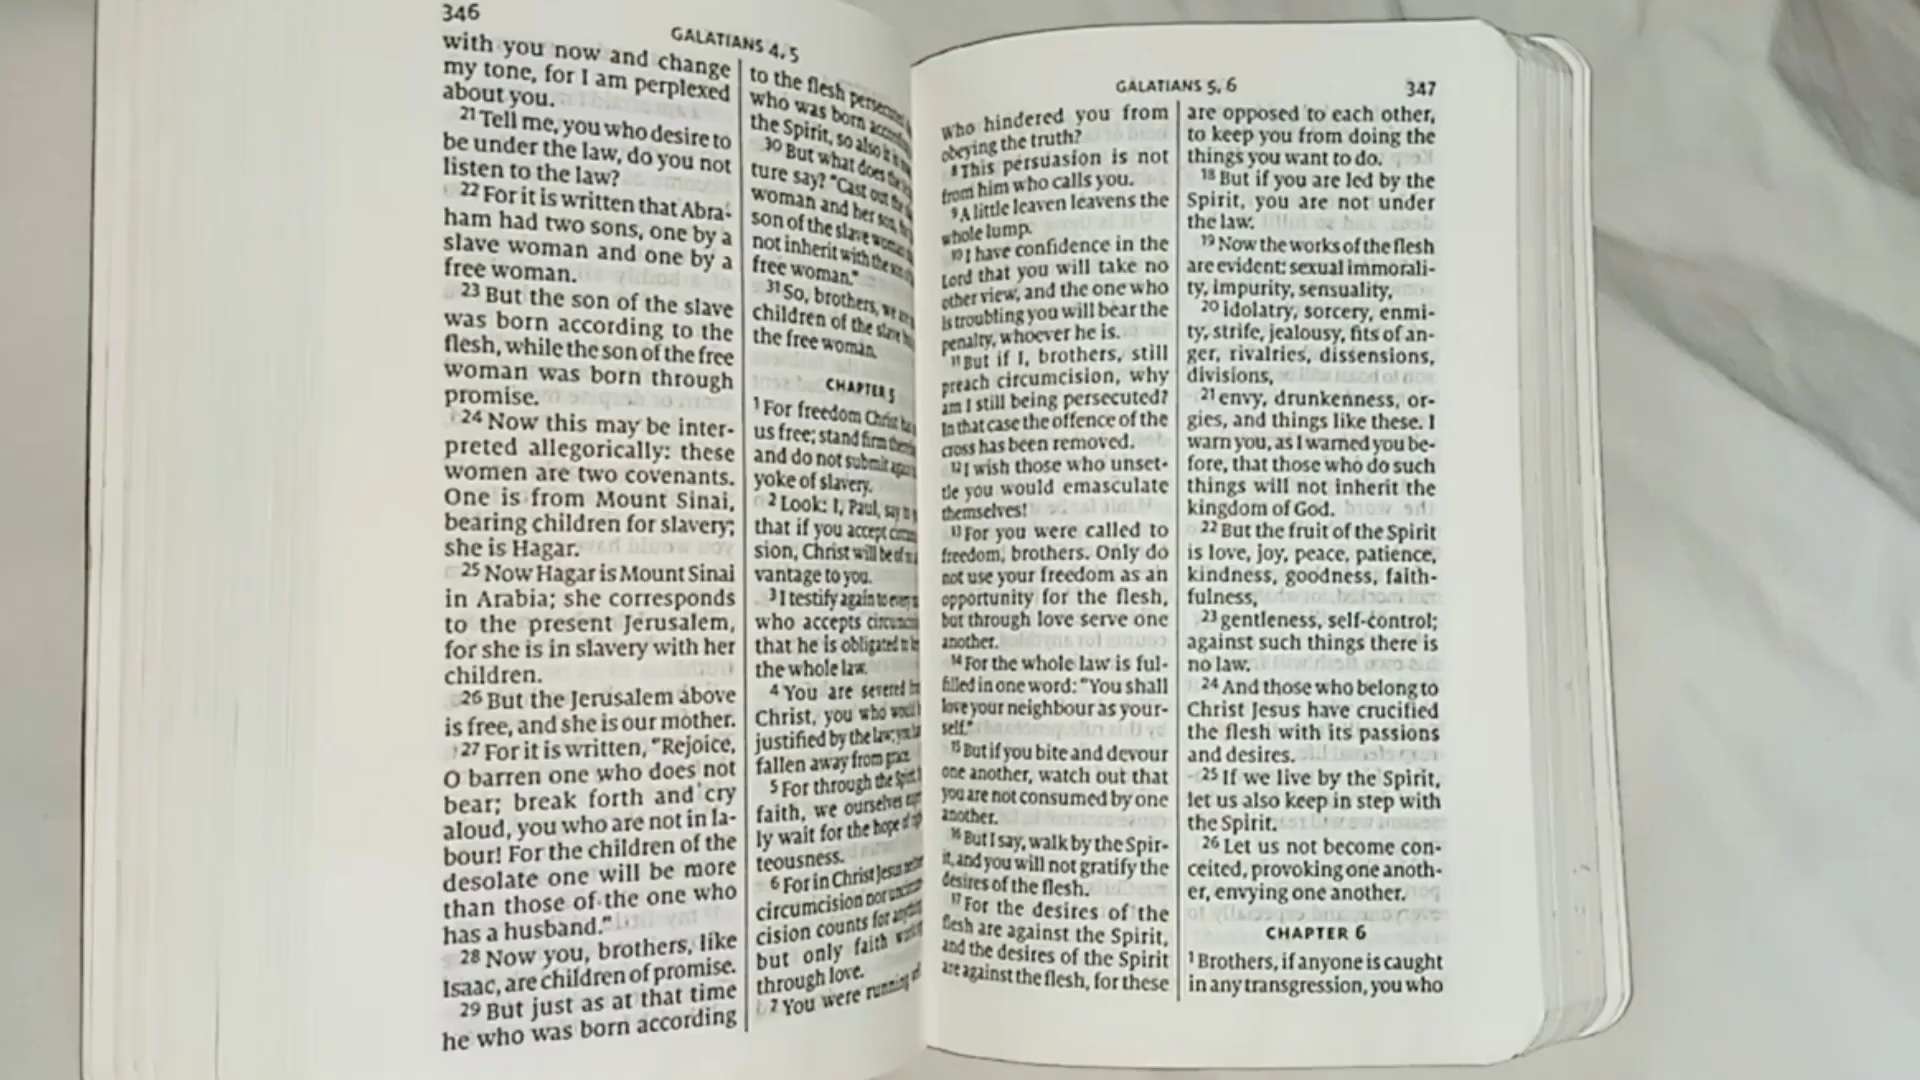 346
GALATIANS 4, 5
with you now and change
my tone, for I am perplexed
about you.
21 Tell me, you who desire to
be under the law, do you not
listen to the law?
22 For it is written that Abra-
ham had two sons, one by a
slave woman and one by a
free woman.
23 But the son of the slave
was born according to the
flesh, while the son of the free
woman was born through
promise.
24 Now this may be inter-
preted allegorically: these
women are two covenants.
One is from Mount Sinai,
bearing children for slavery;
she is Hagar.
25 Now Hagar is Mount Sinai
in Arabia; she corresponds
to the present Jerusalem,
for she is in slavery with her
children.
26 But the Jerusalem above
is free, and she is our mother.
27 For it is written, "Rejoice,
O barren one who does not
bear; break forth and cry
aloud, you who are not in la-
bour! For the children of the
desolate one will be more
than those of the one who
has a husband."
28 Now you, brothers, like
Isaac, are children of promise.
29 But just as at that time
he who was born according
to the flesh
who was born
the Spirit, so also it
30 But what does
ture say? "Cast out
woman and her son,
son of the slave
not inherit with the
free woman."
31 So, brothers, we
children of the slave
the free woman.
CHAPTER 5
1 For freedom Christ
us free; stand firm
and do not submit
yoke of slavery.
2 Look: I, Paul, say
that if you accept
sion, Christ will be of
vantage to you.
3 I testify again to
who accepts
that he is obligated to
the whole law.
4 You are severed
Christ, you who
justified by the law;
fallen away from grace.
5 For through the Spirit
faith, we ourselves
ly wait for the hope of
teousness.
6 For in Christ Jesus
circumcision nor
cision counts for
but only faith
through love.
7 You were running
GALATIANS 5, 6
347
Who hindered you from
obeying the truth?
8 This persuasion is not
from him who calls you.
9 A little leaven leavens the
whole lump.
10 I have confidence in the
Lord that you will take no
other view, and the one who
is troubling you will bear the
penalty, whoever he is.
11 But if I, brothers, still
preach circumcision, why
am I still being persecuted?
In that case the offence of the
cross has been removed.
12 I wish those who unset-
tle you would emasculate
themselves!
13 For you were called to
freedom, brothers. Only do
not use your freedom as an
opportunity for the flesh,
but through love serve one
another.
14 For the whole law is ful-
filled in one word: "You shall
love your neighbour as your-
self."
15 But if you bite and devour
one another, watch out that
you are not consumed by one
another.
16 But I say, walk by the Spir-
it, and you will not gratify the
desires of the flesh.
17 For the desires of the
flesh are against the Spirit,
and the desires of the Spirit
are against the flesh, for these
are opposed to each other,
to keep you from doing the
things you want to do.
18 But if you are led by the
Spirit, you are not under
the law.
19 Now the works of the flesh
are evident: sexual immorali-
ty, impurity, sensuality,
20 idolatry, sorcery, enmi-
ty, strife, jealousy, fits of an-
ger, rivalries, dissensions,
divisions,
21 envy, drunkenness, or-
gies, and things like these. I
warn you, as I warned you be-
fore, that those who do such
things will not inherit the
kingdom of God.
22 But the fruit of the Spirit
is love, joy, peace, patience,
kindness, goodness, faith-
fulness,
23 gentleness, self-control;
against such things there is
no law.
24 And those who belong to
Christ Jesus have crucified
the flesh with its passions
and desires.
25 If we live by the Spirit,
let us also keep in step with
the Spirit.
26 Let us not become con-
ceited, provoking one anoth-
er, envying one another.
CHAPTER 6
1 Brothers, if anyone is caught
in any transgression, you who